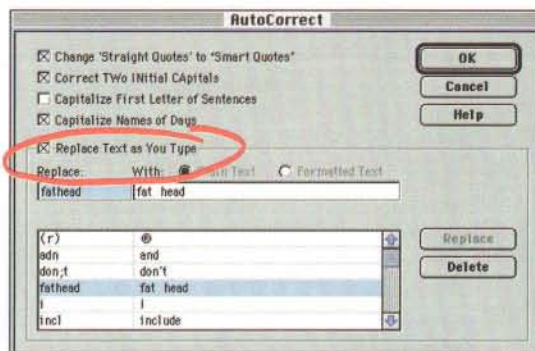 AutoCorrect
Change 'Straight Quotes' to “Smart Quotes”
Correct TWo INitial CApitals
Capitalize First Letter of Sentences
Capitalize Names of Days
Replace Text as You Type
OK
Cancel
Help
Replace: With: Text Formatted Text
fathead fat head
(r) ®
adn and
don;t don't
fathead fat head
i I
incl include
Replace
Delete